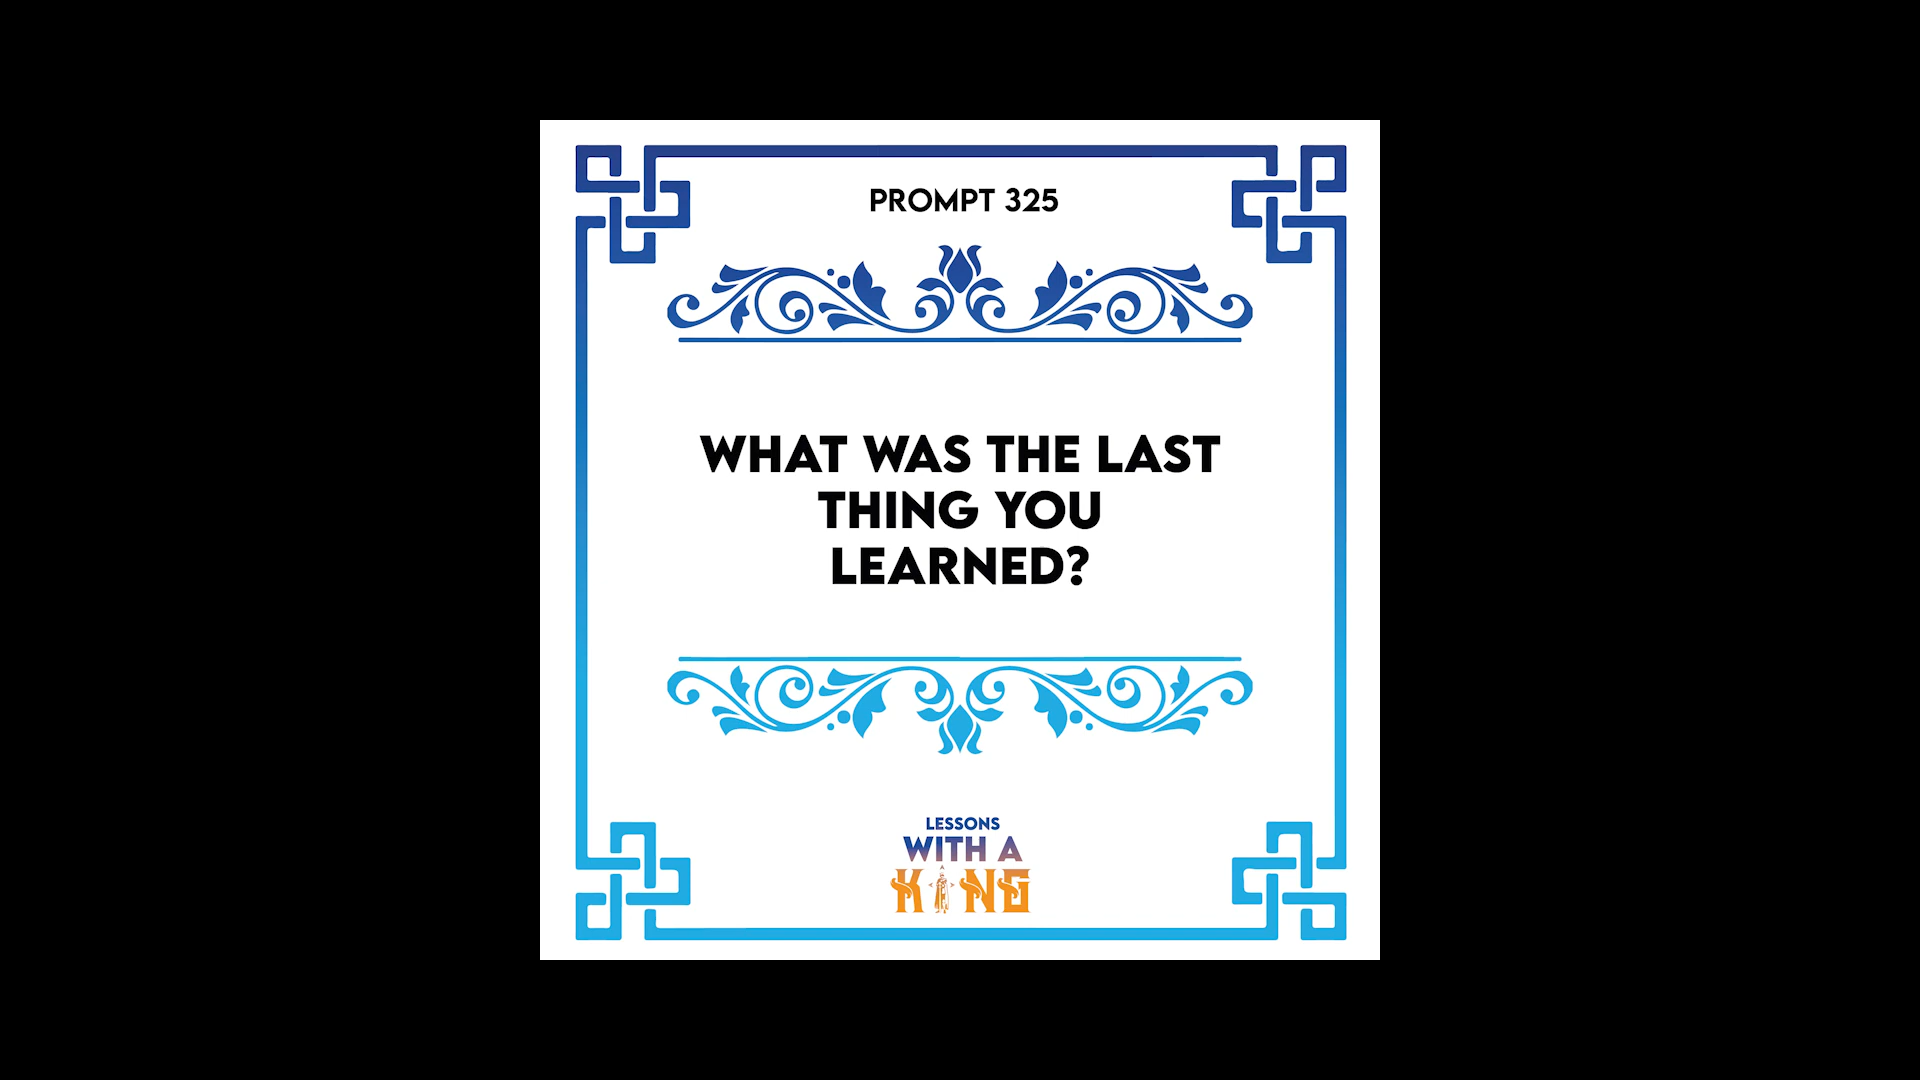 PROMPT 325
WHAT WAS THE LAST
THING YOU
LEARNED?
LESSONS
WITH A
KING